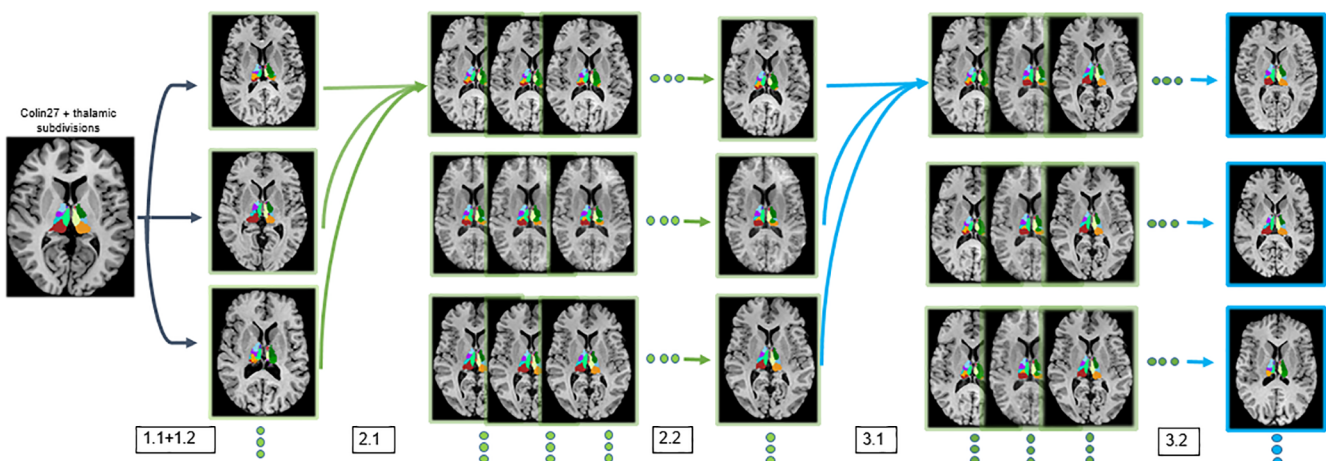 Colin27 + thalamic
subdivisions
1.1+1.2
2.1
2.2
3.1
3.2